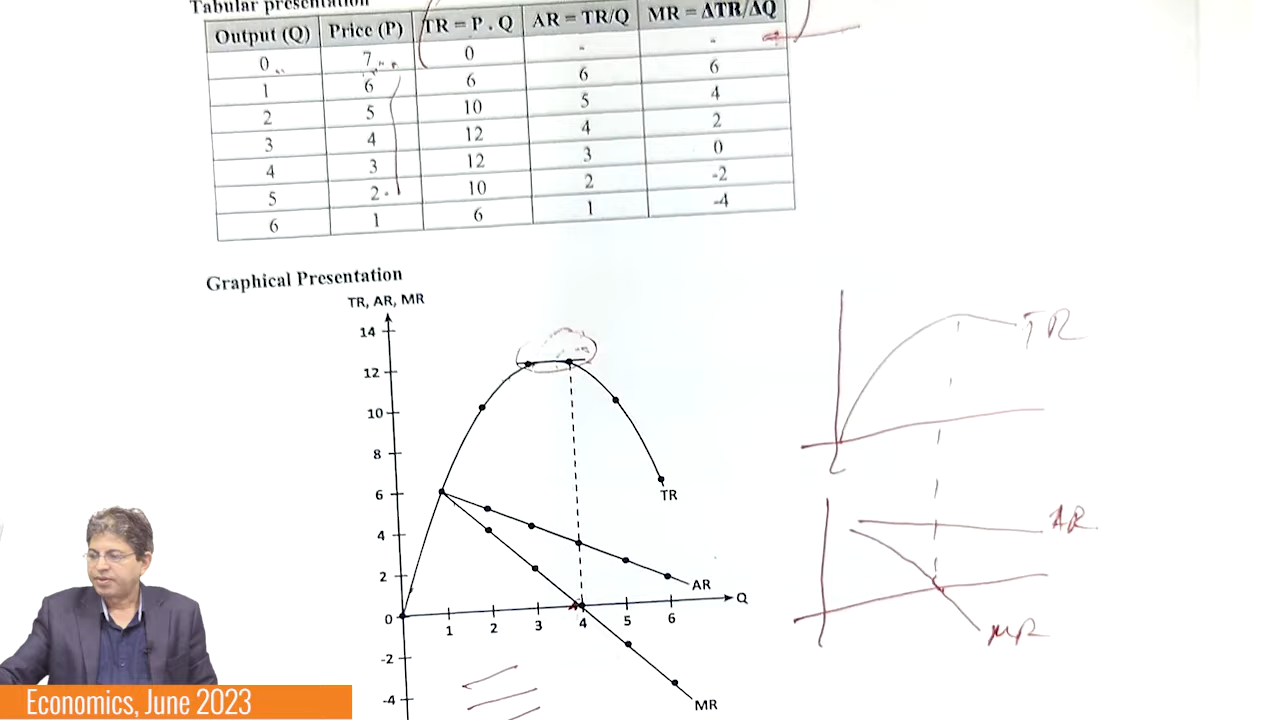 Tabular presentation
Output (Q) Price (P) TR = P . Q AR = TR/Q MR = ΔTR/ΔQ
0 7 0 - -
1 6 6 6 6
2 5 10 5 4
3 4 12 4 2
4 3 12 3 0
5 2 10 2 -2
6 1 6 1 -4
Graphical Presentation
TR, AR, MR
14
12
10
8
6
4
2
0
-2
-4
1 2 3 4 5 6
Q
TR
AR
MR
TR
AR
MR
Economics, June 2023